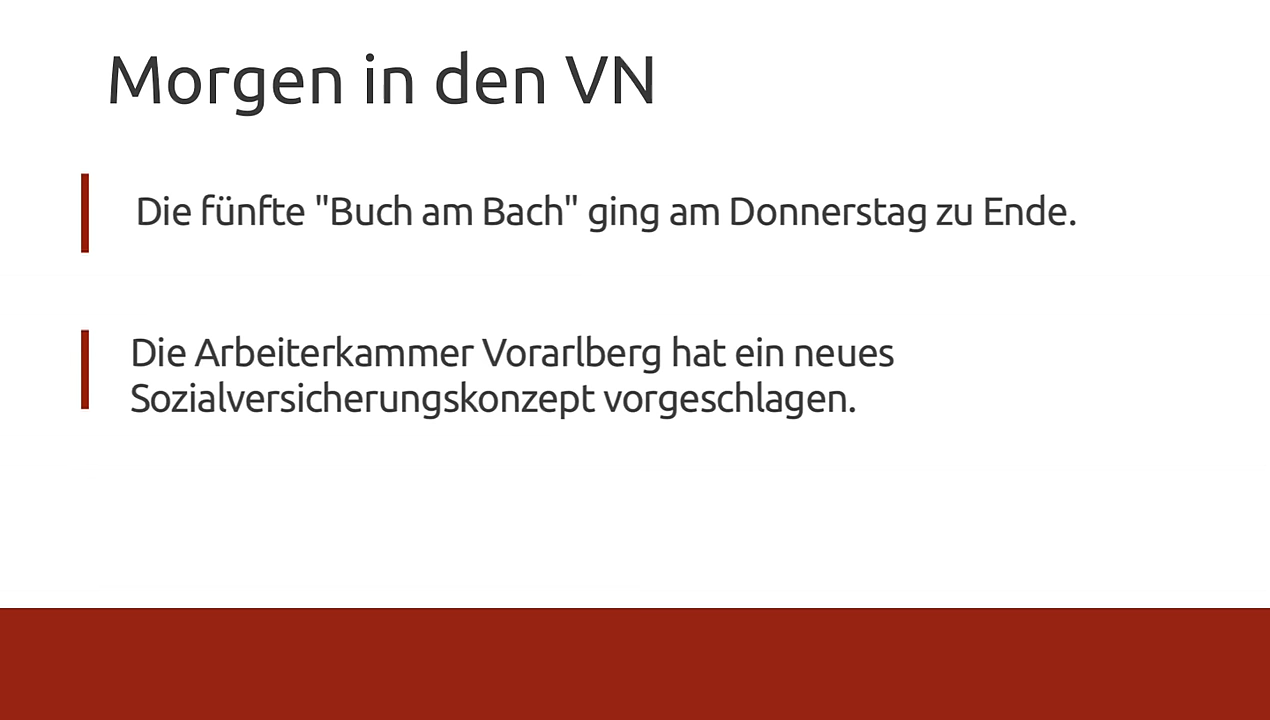 Morgen in den VN
Die fünfte "Buch am Bach" ging am Donnerstag zu Ende.
Die Arbeiterkammer Vorarlberg hat ein neues
Sozialversicherungskonzept vorgeschlagen.